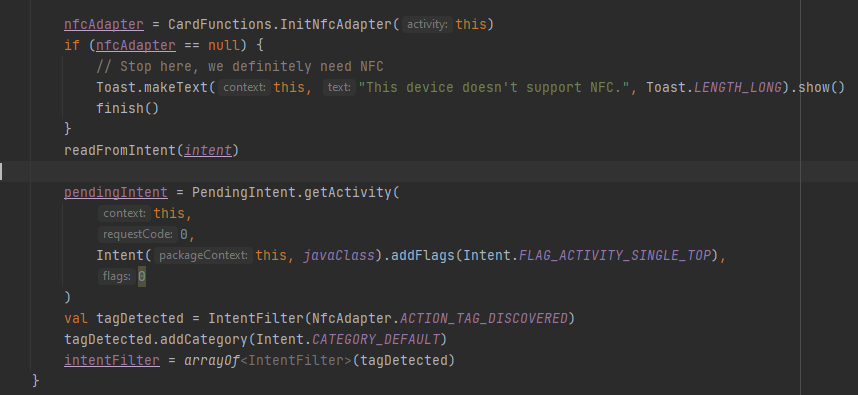 nfcAdapter = CardFunctions.InitNfcAdapter( activity: this)
if (nfcAdapter == null) {
// Stop here, we definitely need NFC
Toast.makeText( context: this, text: "This device doesn't support NFC.", Toast.LENGTH_LONG).show()
finish()
}
readFromIntent(intent)
pendingIntent = PendingIntent.getActivity(
context: this,
requestCode: 0,
Intent( packageContext: this, javaClass).addFlags(Intent.FLAG_ACTIVITY_SINGLE_TOP),
flags: 0
)
val tagDetected = IntentFilter(NfcAdapter.ACTION_TAG_DISCOVERED)
tagDetected.addCategory(Intent.CATEGORY_DEFAULT)
intentFilter = arrayOf<IntentFilter>(tagDetected)
}